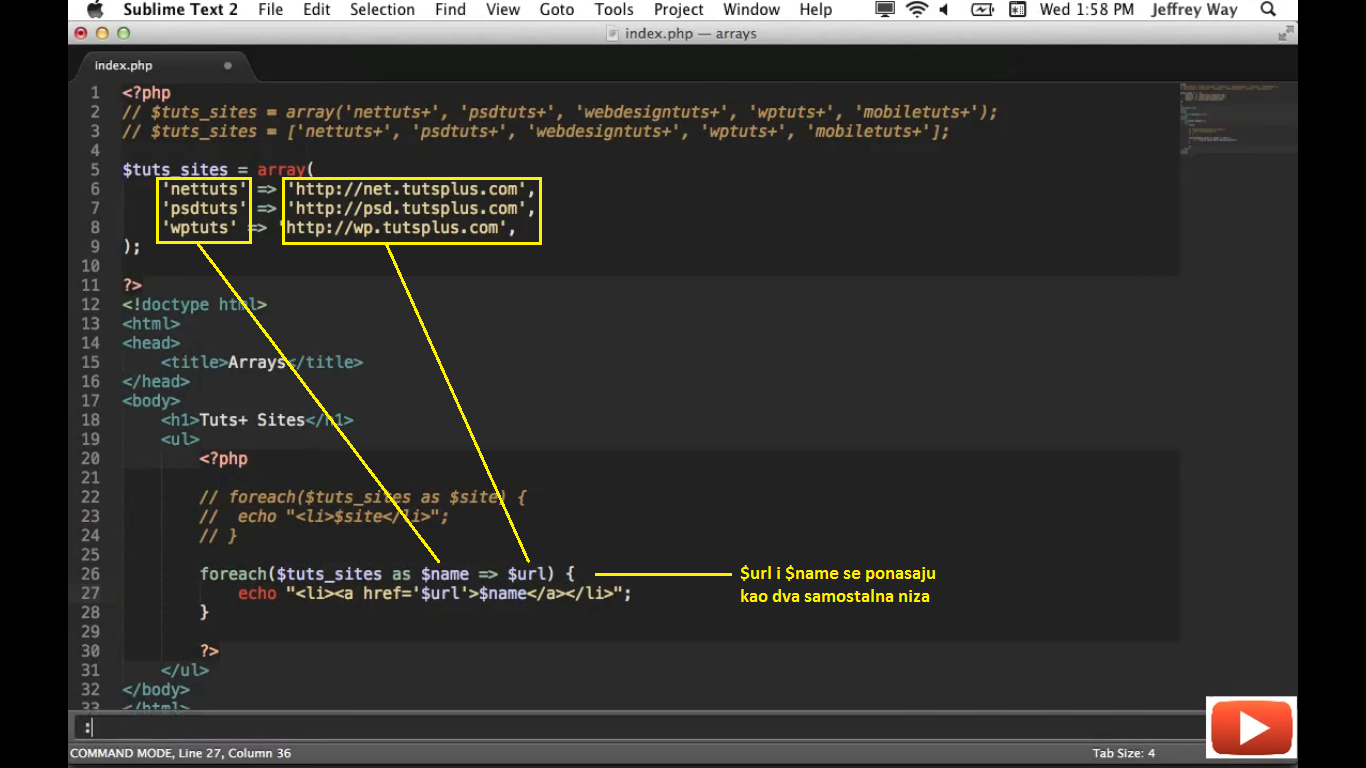 Sublime Text 2 File Edit Selection Find View Goto Tools Project Window Help Wed 1:58 PM Jeffrey Way
index.php — arrays
index.php
1 <?php
2 // $tuts_sites = array('nettuts+', 'psdtuts+', 'webdesigntuts+', 'wptuts+', 'mobiletuts+');
3 // $tuts_sites = ['nettuts+', 'psdtuts+', 'webdesigntuts+', 'wptuts+', 'mobiletuts+'];
4
5 $tuts_sites = array(
6 'nettuts' => 'http://net.tutsplus.com',
7 'psdtuts' => 'http://psd.tutsplus.com',
8 'wptuts' => 'http://wp.tutsplus.com',
9 );
10
11 ?>
12 <!doctype html>
13 <html>
14 <head>
15 <title>Arrays</title>
16 </head>
17 <body>
18 <h1>Tuts+ Sites</h1>
19 <ul>
20 <?php
21
22 // foreach($tuts_sites as $site) {
23 // echo "<li>$site</li>";
24 // }
25
26 foreach($tuts_sites as $name => $url) {
27 echo "<li><a href='$url'>$name</a></li>";
28 }
29
30 ?>
31 </ul>
32 </body>
33 </html>
$url i $name se ponasaju
kao dva samostalna niza
:
COMMAND MODE, Line 27, Column 36 Tab Size: 4